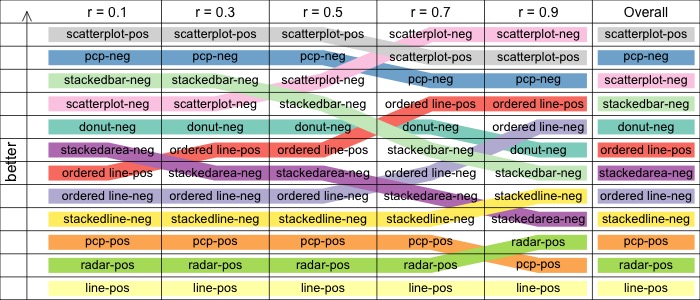 r = 0.1 r = 0.3 r = 0.5 r = 0.7 r = 0.9 Overall
scatterplot-pos scatterplot-pos scatterplot-pos scatterplot-neg scatterplot-neg scatterplot-pos
pcp-neg pcp-neg pcp-neg scatterplot-pos scatterplot-pos pcp-neg
stackedbar-neg stackedbar-neg scatterplot-neg pcp-neg pcp-neg scatterplot-neg
scatterplot-neg scatterplot-neg stackedbar-neg ordered line-pos ordered line-pos stackedbar-neg
donut-neg donut-neg donut-neg donut-neg ordered line-neg donut-neg
stackedarea-neg ordered line-pos ordered line-pos stackedbar-neg donut-neg ordered line-pos
ordered line-pos stackedarea-neg stackedarea-neg ordered line-neg stackedbar-neg stackedarea-neg
ordered line-neg ordered line-neg ordered line-neg stackedarea-neg stackedline-neg ordered line-neg
stackedline-neg stackedline-neg stackedline-neg stackedline-neg stackedarea-neg stackedline-neg
pcp-pos pcp-pos pcp-pos pcp-pos radar-pos pcp-pos
radar-pos radar-pos radar-pos radar-pos pcp-pos radar-pos
line-pos line-pos line-pos line-pos line-pos line-pos
better